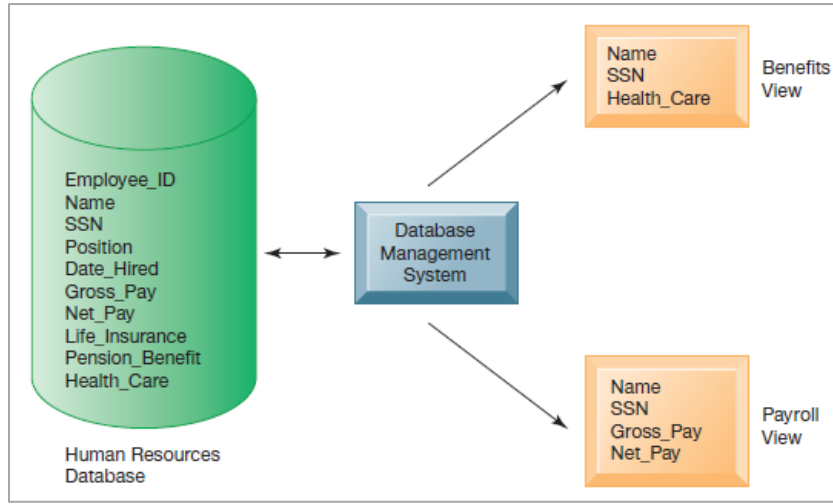 Employee_ID
Name
SSN
Position
Date_Hired
Gross_Pay
Net_Pay
Life_Insurance
Pension_Benefit
Health_Care
Human Resources
Database
Database
Management
System
Name
SSN
Health_Care
Benefits
View
Name
SSN
Gross_Pay
Net_Pay
Payroll
View